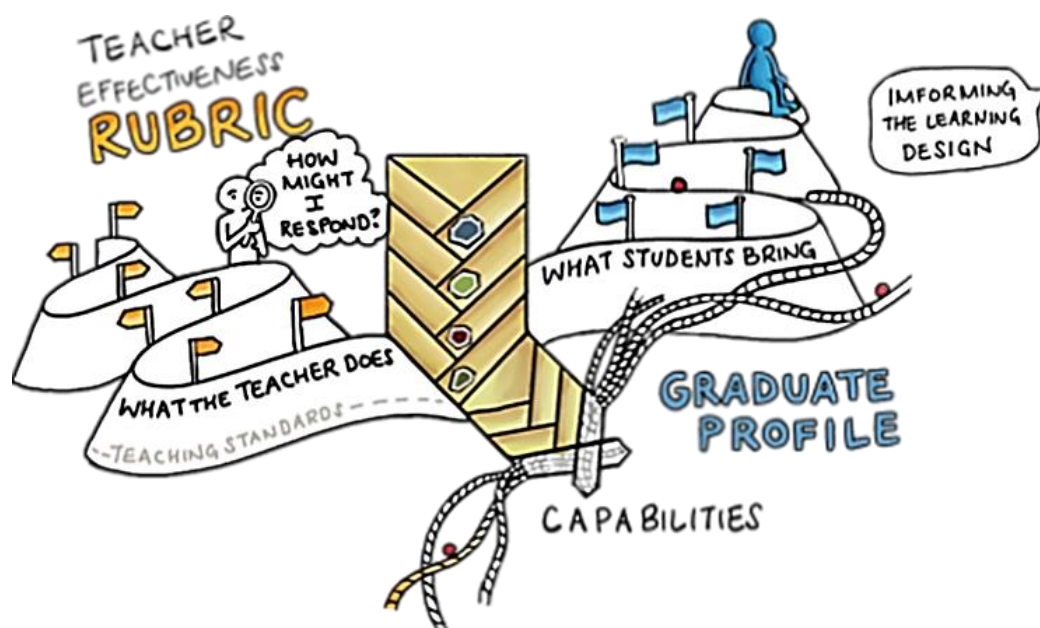 TEACHER
EFFECTIVENESS
RUBRIC
HOW
MIGHT
I
RESPOND?
IMFORMING
THE LEARNING
DESIGN
WHAT STUDENTS BRING
WHAT THE TEACHER DOES
TEACHING STANDARDS
GRADUATE
PROFILE
CAPABILITIES